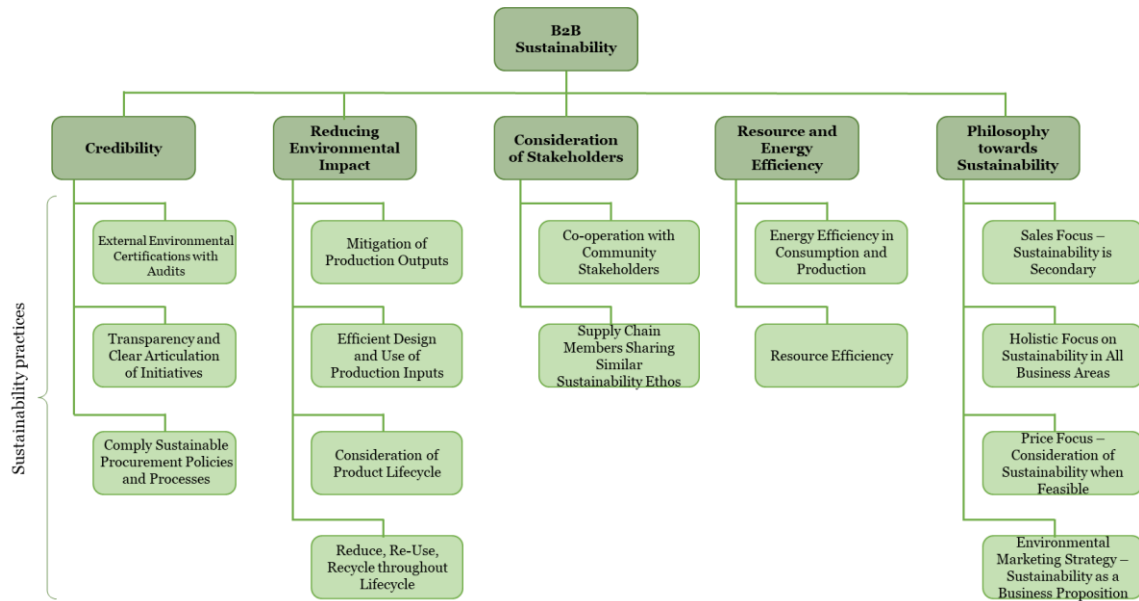 B2B
Sustainability
Credibility
Reducing
Environmental
Impact
Consideration
of Stakeholders
Resource and
Energy
Efficiency
Philosophy
towards
Sustainability
Sustainability practices
External Environmental
Certifications with
Audits
Transparency and
Clear Articulation
of Initiatives
Comply Sustainable
Procurement Policies
and Processes
Mitigation of
Production Outputs
Efficient Design
and Use of
Production Inputs
Consideration of
Product Lifecycle
Reduce, Re-Use,
Recycle throughout
Lifecycle
Co-operation with
Community
Stakeholders
Supply Chain
Members Sharing
Similar
Sustainability Ethos
Energy Efficiency in
Consumption and
Production
Resource Efficiency
Sales Focus –
Sustainability is
Secondary
Holistic Focus on
Sustainability in All
Business Areas
Price Focus –
Consideration of
Sustainability when
Feasible
Environmental
Marketing Strategy –
Sustainability as a
Business Proposition